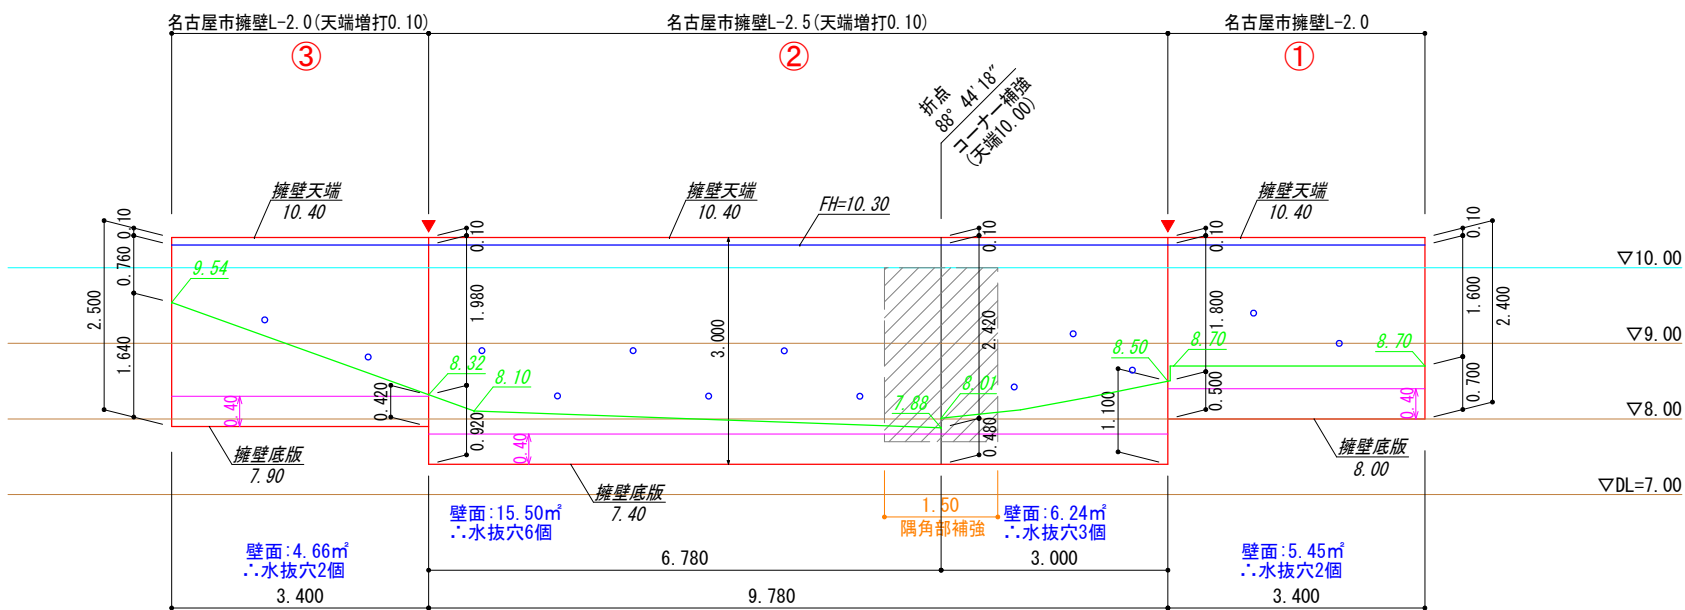 名古屋市擁壁L-2.0(天端増打0.10)
名古屋市擁壁L-2.5(天端増打0.10)
名古屋市擁壁L-2.0
③
②
①
折点
88° 44′18″
コーナー補強
(天端10.00)
擁壁天端
10.40
擁壁天端
10.40
FH=10.30
擁壁天端
10.40
0.10
0.760
2.500
1.640
9.54
0.420
0.40
0.10
1.980
0.920
8.32
8.10
0.40
3.000
0.10
2.420
0.480
7.88
8.01
8.50
1.100
0.10
1.800
0.500
8.70
8.70
0.40
0.10
1.600
2.400
0.700
▽10.00
▽9.00
▽8.00
▽DL=7.00
擁壁底版
7.90
擁壁底版
7.40
擁壁底版
8.00
壁面:15.50㎡
∴水抜穴6個
1.50
隅角部補強
壁面:6.24㎡
∴水抜穴3個
壁面:4.66㎡
∴水抜穴2個
壁面:5.45㎡
∴水抜穴2個
6.780
3.000
3.400
9.780
3.400